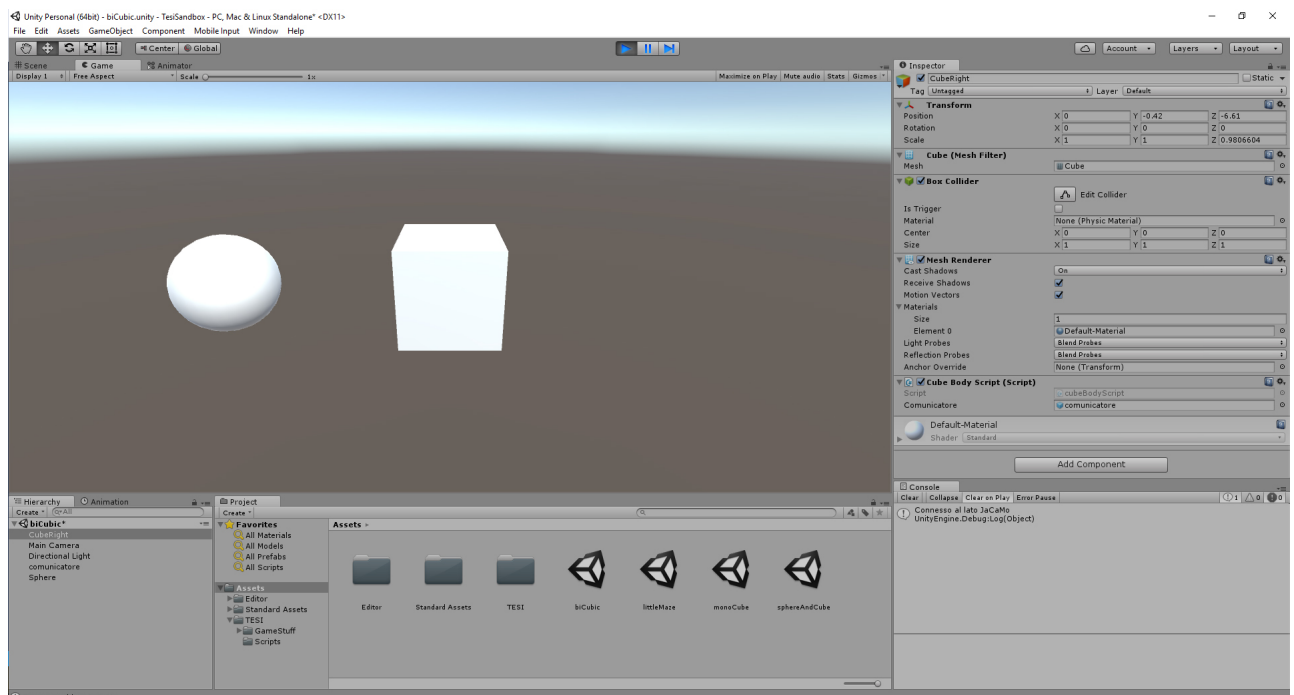 Unity Personal (64bit) - biCubic.unity - TesiSandbox - PC, Mac & Linux Standalone* <DX11>
File Edit Assets GameObject Component Mobile Input Window Help
Center Global
Account Layers Layout
Scene Game Animator
Display 1 Free Aspect Scale 1x Maximize on Play Mute audio Stats Gizmos
Inspector
CubeRight Static
Tag Untagged Layer Default
Transform
Position X 0 Y -0.42 Z -6.61
Rotation X 0 Y 0 Z 0
Scale X 1 Y 1 Z 0.9806604
Cube (Mesh Filter)
Mesh Cube
Box Collider
Edit Collider
Is Trigger
Material None (Physic Material)
Center X 0 Y 0 Z 0
Size X 1 Y 1 Z 1
Mesh Renderer
Cast Shadows On
Receive Shadows
Motion Vectors
Materials
Size 1
Element 0 Default-Material
Light Probes Blend Probes
Reflection Probes Blend Probes
Anchor Override None (Transform)
Cube Body Script (Script)
Script cubeBodyScript
Comunicatore comunicatore
Default-Material
Shader Standard
Add Component
Console
Clear Collapse Clear on Play Error Pause 1 0 0
Connesso al lato JaCaMo
UnityEngine.Debug:Log(Object)
Hierarchy Animation
Create All
biCubic*
CubeRight
Main Camera
Directional Light
comunicatore
Sphere
Project
Create
Favorites
All Materials
All Models
All Prefabs
All Scripts
Assets
Editor
Standard Assets
TESI
GameStuff
Scripts
Assets
Editor Standard Assets TESI biCubic littleMaze monoCube sphereAndCube